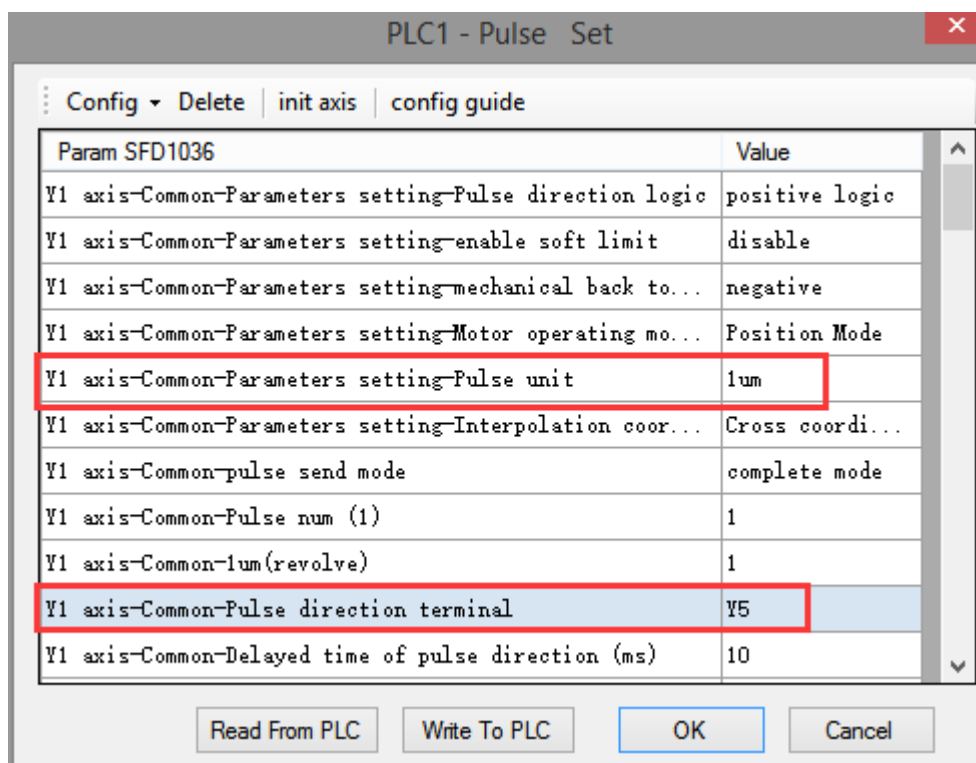 PLC1 - Pulse Set
Config Delete init axis config guide
Param SFD1036 Value
Y1 axis-Common-Parameters setting-Pulse direction logic positive logic
Y1 axis-Common-Parameters setting-enable soft limit disable
Y1 axis-Common-Parameters setting-mechanical back to... negative
Y1 axis-Common-Parameters setting-Motor operating mo... Position Mode
Y1 axis-Common-Parameters setting-Pulse unit 1um
Y1 axis-Common-Parameters setting-Interpolation coor... Cross coordi...
Y1 axis-Common-pulse send mode complete mode
Y1 axis-Common-Pulse num (1) 1
Y1 axis-Common-1um(revolve) 1
Y1 axis-Common-Pulse direction terminal Y5
Y1 axis-Common-Delayed time of pulse direction (ms) 10
Read From PLC Write To PLC OK Cancel